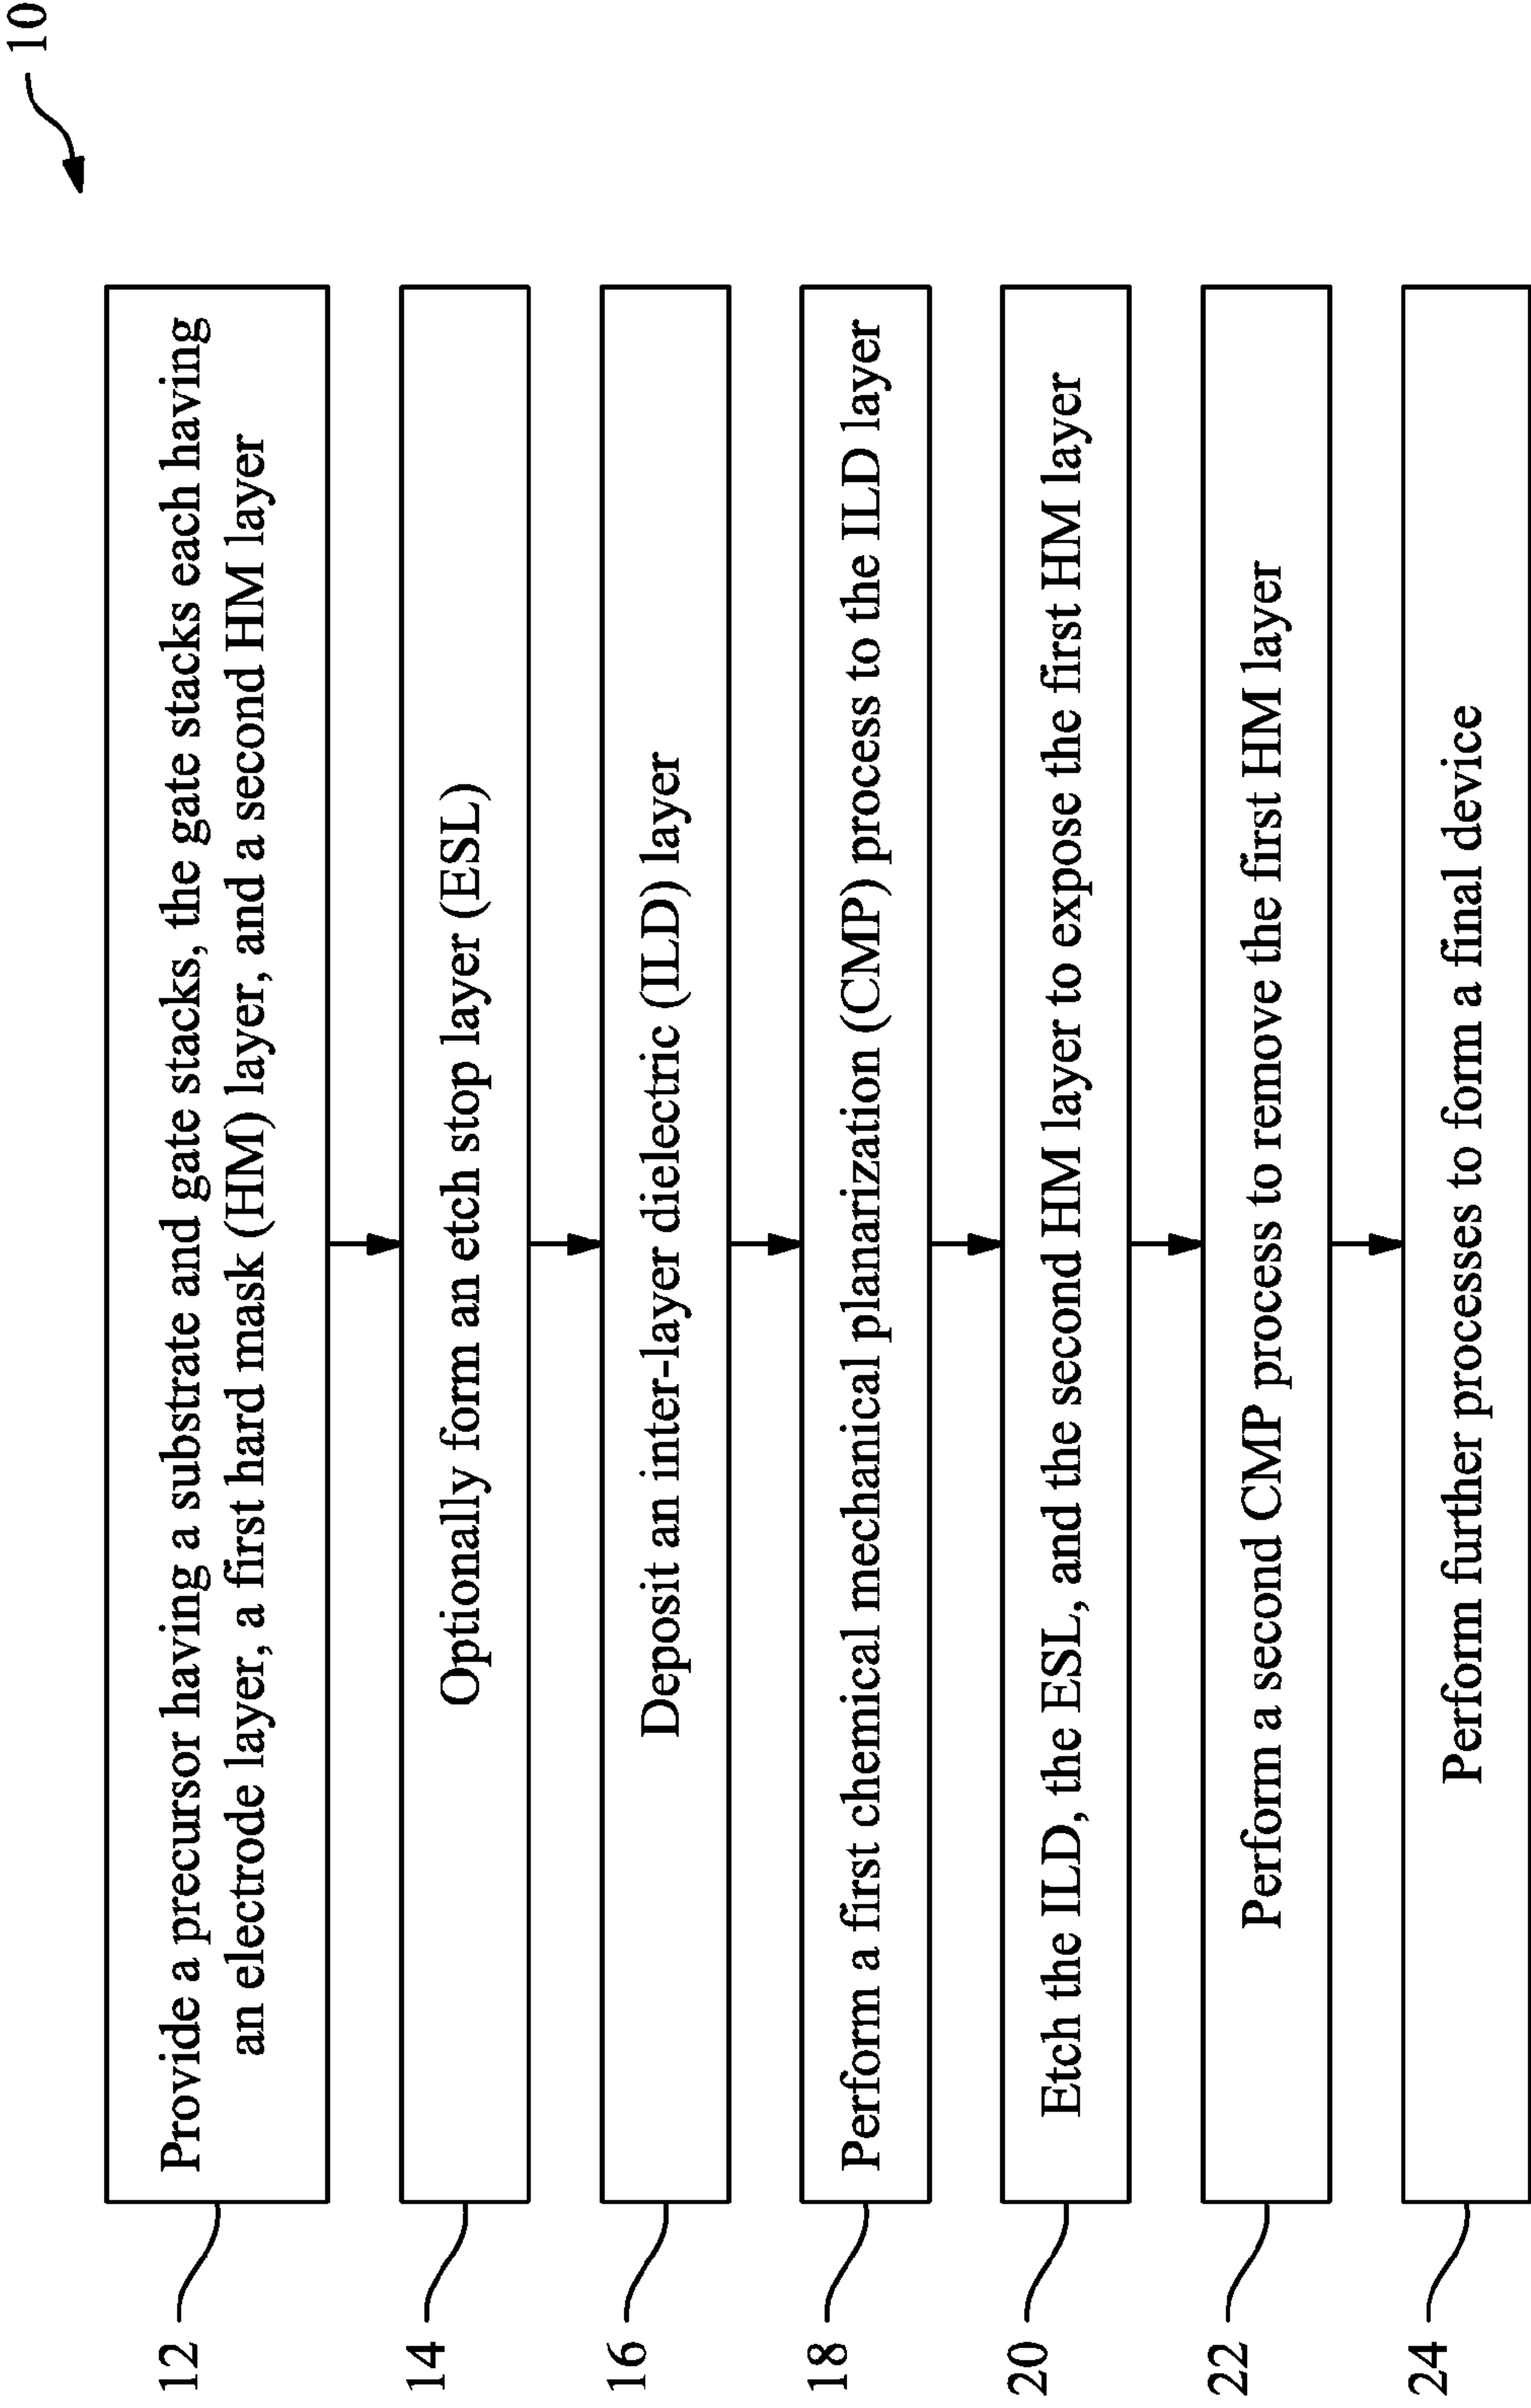 10
12
Provide a precursor having a substrate and gate stacks, the gate stacks each having
an electrode layer, a first hard mask (HM) layer, and a second HM layer
14
Optionally form an etch stop layer (ESL)
16
Deposit an inter-layer dielectric (ILD) layer
18
Perform a first chemical mechanical planarization (CMP) process to the ILD layer
20
Etch the ILD, the ESL, and the second HM layer to expose the first HM layer
22
Perform a second CMP process to remove the first HM layer
24
Perform further processes to form a final device